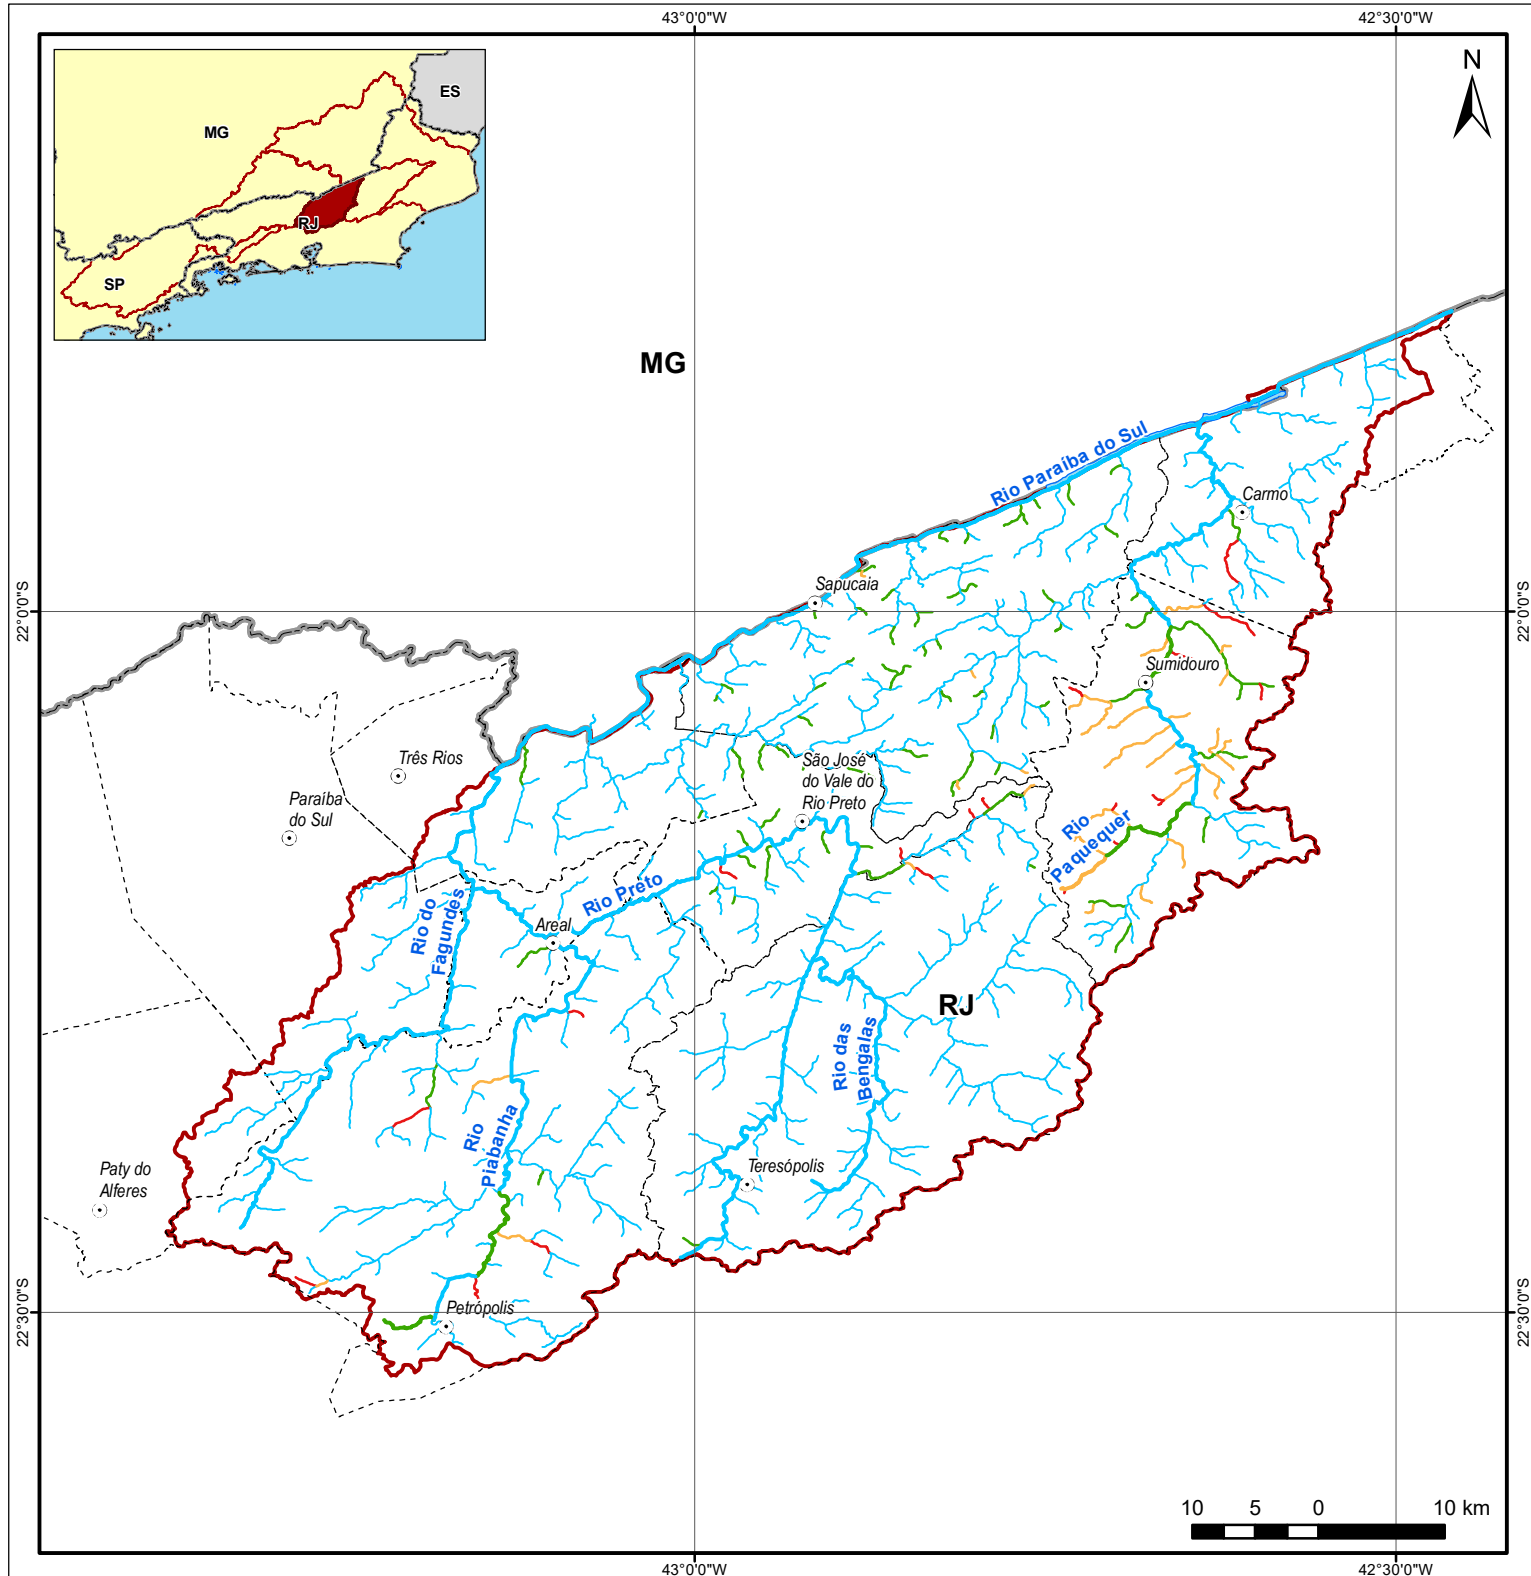 43°0'0"W
42°30'0"W
N
ES
MG
RJ
SP
MG
Rio Paraíba do Sul
Carmo
Sapucaia
22°0'0"S
22°0'0"S
Sumidouro
Três Rios
São José
do Vale do
Rio Preto
Paraíba
do Sul
Rio
Paquequer
Rio Preto
Rio do
Fagundes
Areal
RJ
Rio das
Bengalas
Rio
Piabanha
Paty do
Alferes
Teresópolis
Petrópolis
22°30'0"S
22°30'0"S
10 5 0 10 km
43°0'0"W
42°30'0"W